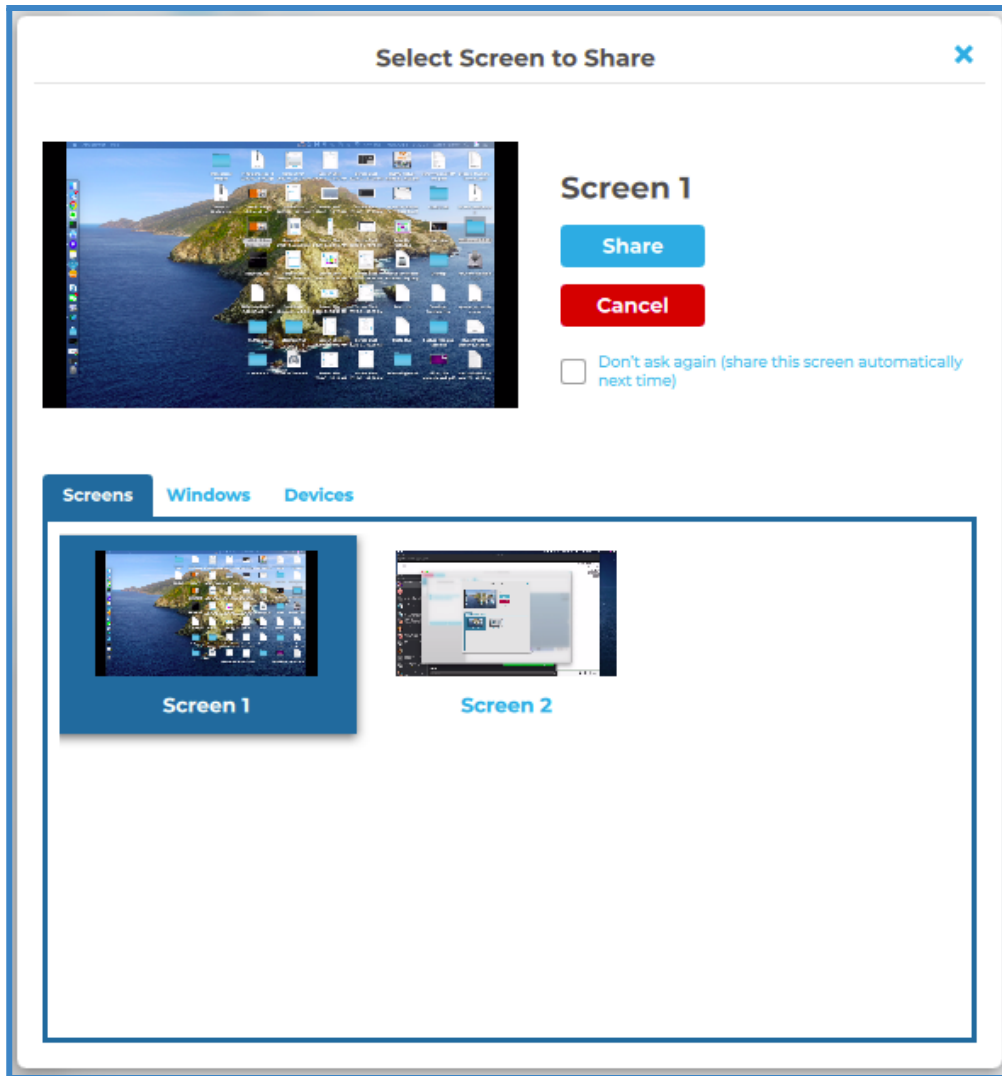 Select Screen to Share
Screen 1
Share
Cancel
Don't ask again (share this screen automatically
next time)
Screens Windows Devices
Screen 1 Screen 2